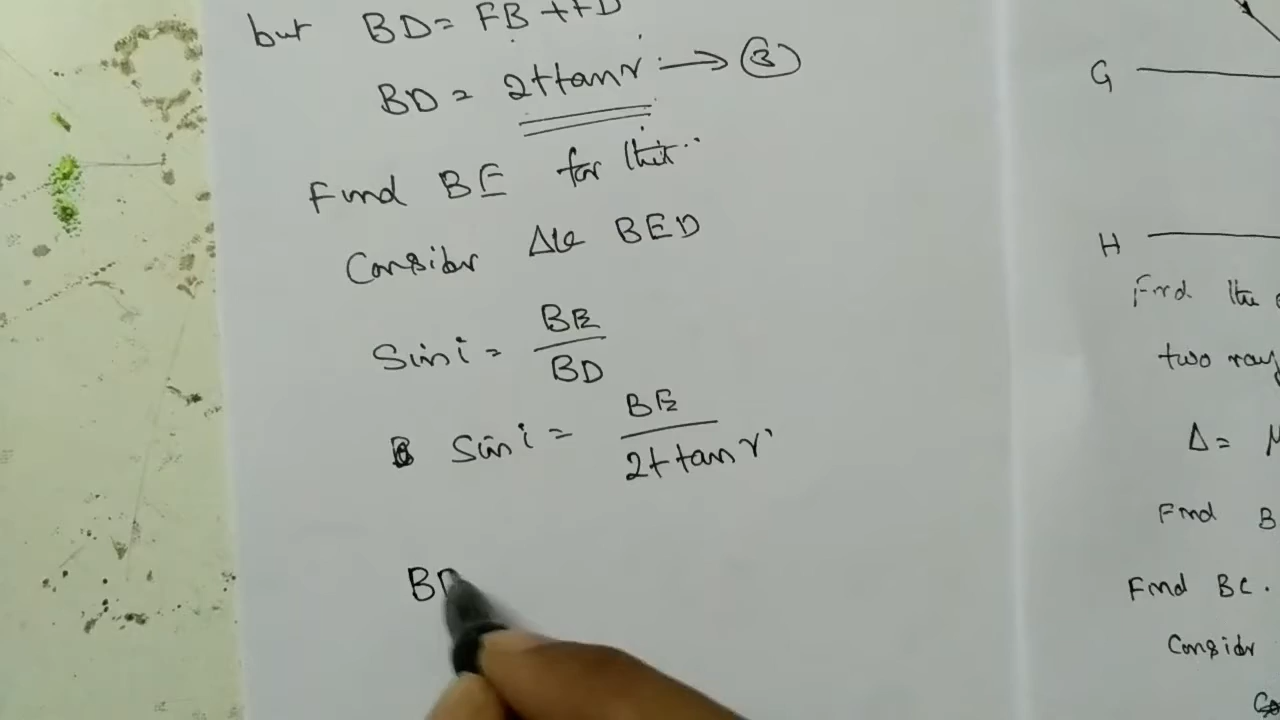 but BD = FB + FD
BD = 2t tan r → ③
Find BE for this..
Consider Δle BED
Sin i = BE / BD
Sin i = BE / 2t tan r
BD
G
H
Find the
two ray
Δ = μ
Find B
Find BC.
Consider